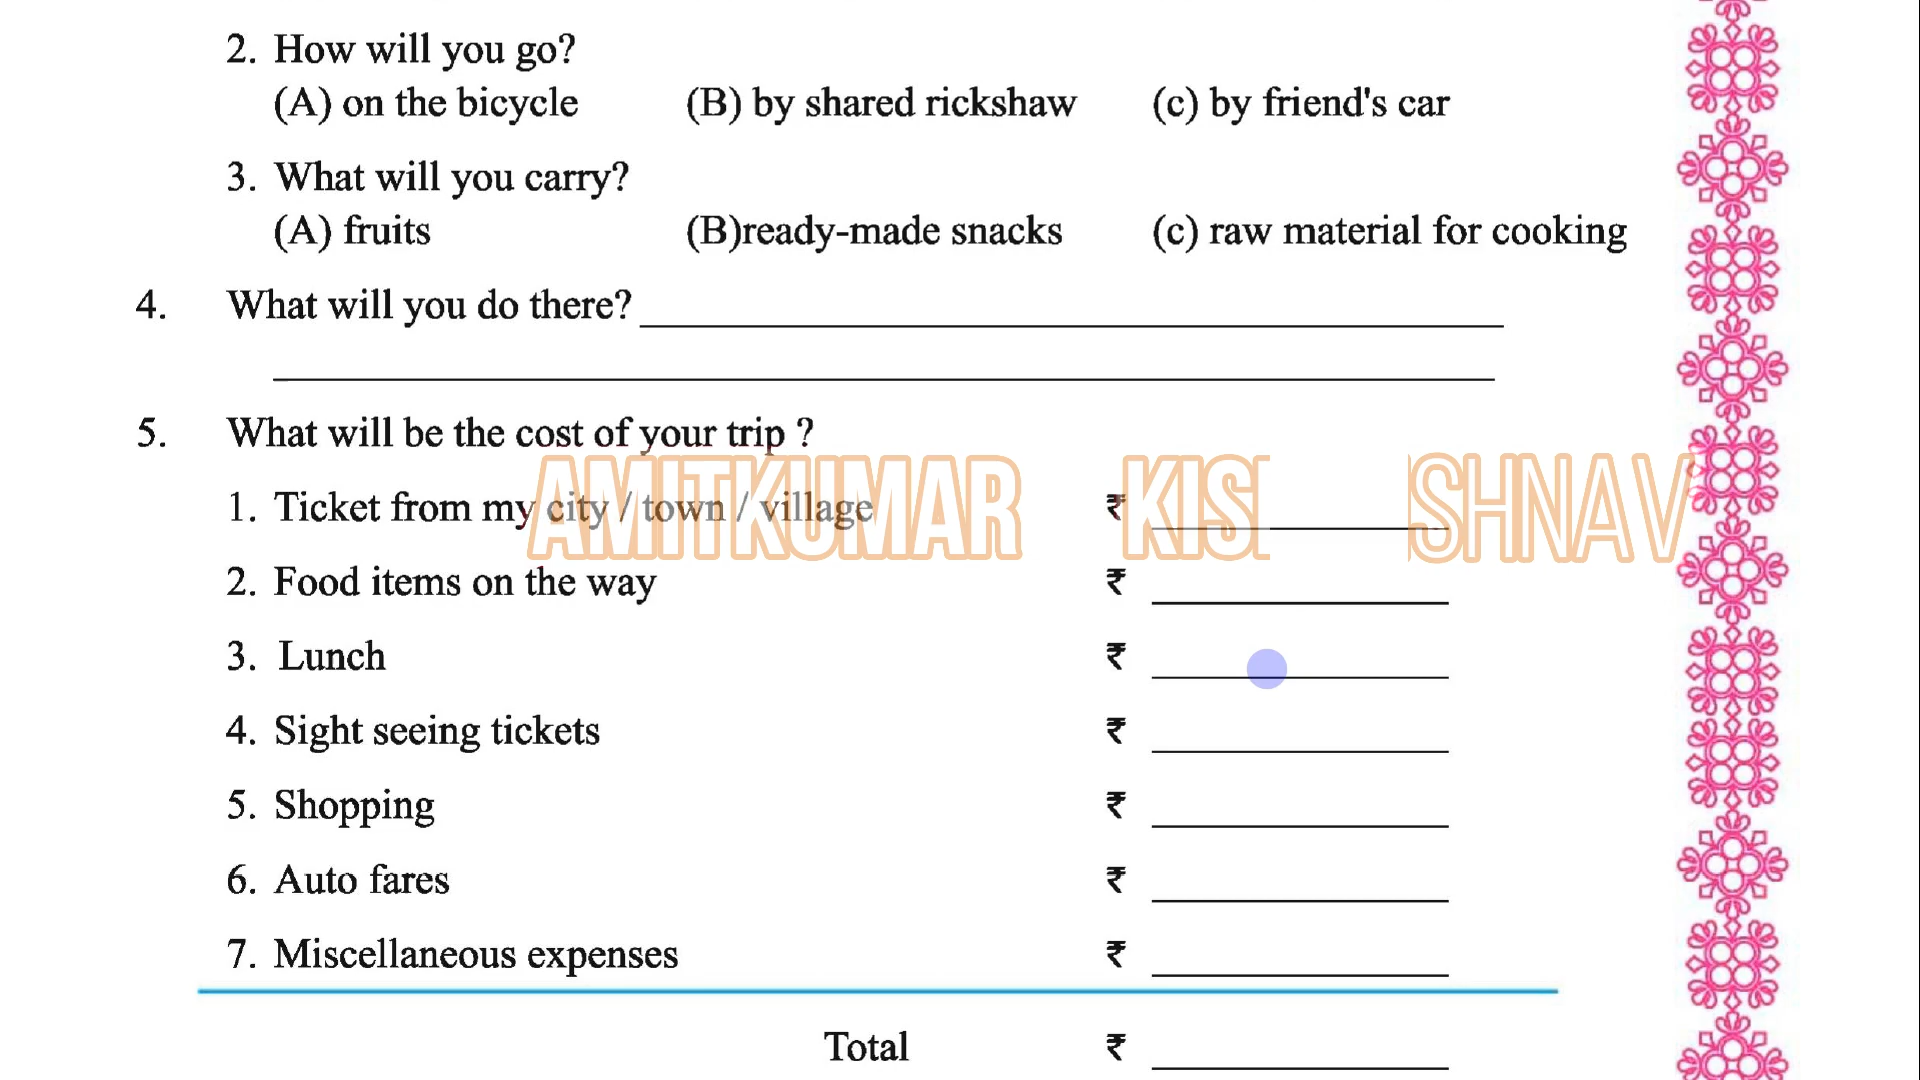 2. How will you go?
(A) on the bicycle (B) by shared rickshaw (c) by friend's car
3. What will you carry?
(A) fruits (B)ready-made snacks (c) raw material for cooking
4. What will you do there?
5. What will be the cost of your trip ?
1. Ticket from my city / town / village ₹
AMITKUMAR KIS SHNAV
2. Food items on the way ₹
3. Lunch ₹
4. Sight seeing tickets ₹
5. Shopping ₹
6. Auto fares ₹
7. Miscellaneous expenses ₹
Total ₹